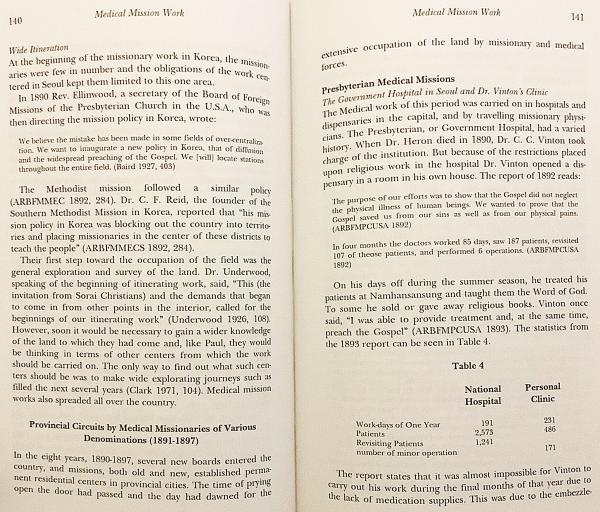 140
Medical Mission Work
Wide Itineration
At the beginning of the missionary work in Korea, the mission-
aries were few in number and the obligations of the work cen-
tered in Seoul kept them limited to this one area.
In 1890 Rev. Ellinwood, a secretary of the Board of Foreign
Missions of the Presbyterian Church in the U.S.A., who was
then directing the mission policy in Korea, wrote:
We believe the mistake has been made in some fields of over-centraliza-
tion. We want to inaugurate a new policy in Korea, that of diffusion
and the widespread preaching of the Gospel. We [will] locate stations
throughout the entire field. (Baird 1927, 403)
The Methodist mission followed a similar policy
(ARBFMMEC 1892, 284). Dr. C. F. Reid, the founder of the
Southern Methodist Mission in Korea, reported that "his mis-
sion policy in Korea was blocking out the country into territo-
ries and placing missionaries in the center of these districts to
teach the people" (ARBFMMECS 1892, 284).
Their first step toward the occupation of the field was the
general exploration and survey of the land. Dr. Underwood,
speaking of the beginning of itinerating work, said, "This (the
invitation from Sorai Christians) and the demands that began
to come in from other points in the interior, called for the
beginnings of our itinerating work" (Underwood 1926, 108).
However, soon it would be necessary to gain a wider knowledge
of the land to which they had come and, like Paul, they would
be thinking in terms of other centers from which the work
should be carried on. The only way to find out what such cen-
ters should be was to make wide explorating journeys such as
filled the next several years (Clark 1971, 104). Medical mission
works also spreaded all over the country.
Provincial Circuits by Medical Missionaries of Various
Denominations (1891-1897)
In the eight years, 1890-1897, several new boards entered the
country, and missions, both old and new, established perma-
nent residential centers in provincial cities. The time of prying
open the door had passed and the day had dawned for the
Medical Mission Work
141
extensive occupation of the land by missionary and medical
forces.
Presbyterian Medical Missions
The Government Hospital in Seoul and Dr. Vinton's Clinic
The Medical work of this period was carried on in hospitals and
dispensaries in the capital, and by travelling missionary physi-
cians. The Presbyterian, or Government Hospital, had a varied
history. When Dr. Heron died in 1890, Dr. C. C. Vinton took
charge of the institution. But because of the restrictions placed
upon religious work in the hospital Dr. Vinton opened a dis-
pensary in a room in his own house. The report of 1892 reads:
The purpose of our efforts was to show that the Gospel did not neglect
the physical illness of human beings. We wanted to prove that the
Gospel saved us from our sins as well as from our physical pains.
(ARBFMPCUSA 1892)
In four months the doctors worked 85 days, saw 187 patients, revisited
107 of theose patients, and performed 6 operations. (ARBFMPCUSA
1892)
On his days off during the summer season, he treated his
patients at Namhansansung and taught them the Word of God.
To some he sold or gave away religious books. Vinton once
said, "I was able to provide treatment and, at the same time,
preach the Gospel" (ARBFMPCUSA 1893). The statistics from
the 1893 report can be seen in Table 4.
Table 4
National Personal
Hospital Clinic
Work-days of One Year 191 231
Patients 2,573 486
Revisiting Patients 1,241
number of minor operation 171
The report states that it was almost impossible for Vinton to
carry out his work during the final months of that year due to
the lack of medication supplies. This was due to the embezzle-